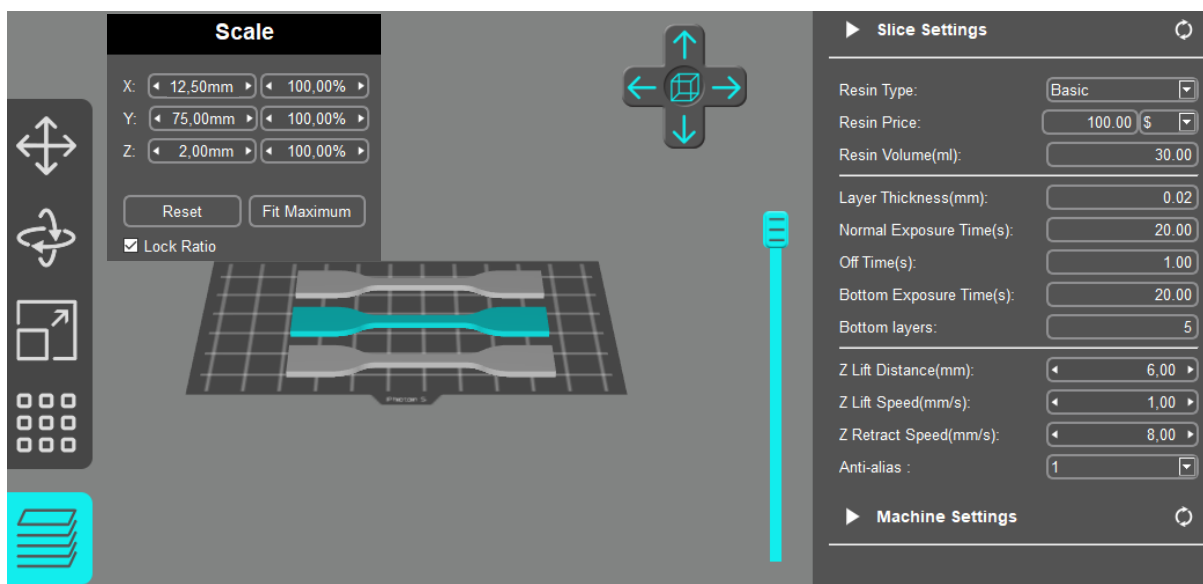 Scale
X: 12,50mm 100,00%
Y: 75,00mm 100,00%
Z: 2,00mm 100,00%
Reset Fit Maximum
Lock Ratio
Photon S
Slice Settings
Resin Type: Basic
Resin Price: 100.00 $
Resin Volume(ml): 30.00
Layer Thickness(mm): 0.02
Normal Exposure Time(s): 20.00
Off Time(s): 1.00
Bottom Exposure Time(s): 20.00
Bottom layers: 5
Z Lift Distance(mm): 6,00
Z Lift Speed(mm/s): 1,00
Z Retract Speed(mm/s): 8,00
Anti-alias : 1
Machine Settings